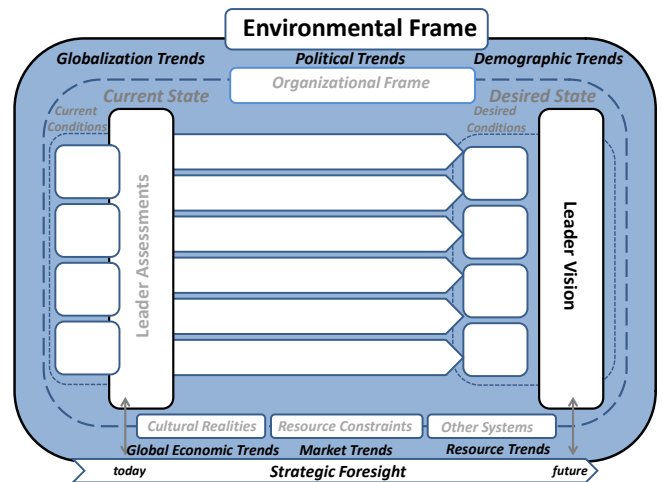 Environmental Frame
Globalization Trends
Political Trends
Demographic Trends
Organizational Frame
Current State
Desired State
Current
Conditions
Desired
Conditions
Leader Assessments
Leader Vision
Cultural Realities
Resource Constraints
Other Systems
Global Economic Trends
Market Trends
Resource Trends
today
Strategic Foresight
future